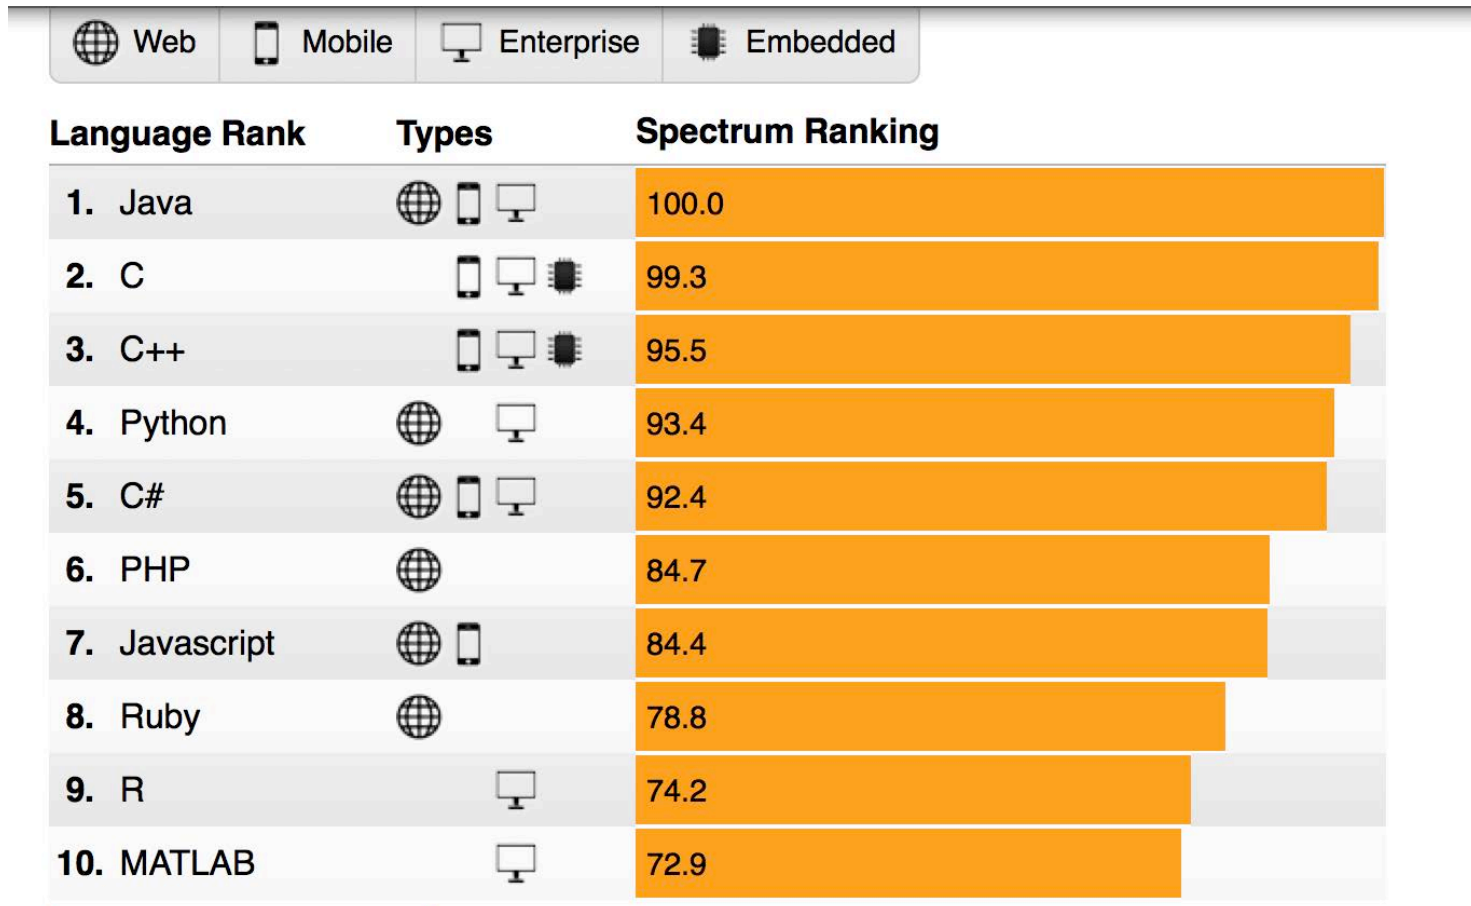 Web Mobile Enterprise Embedded
Language Rank Types Spectrum Ranking
1. Java 100.0
2. C 99.3
3. C++ 95.5
4. Python 93.4
5. C# 92.4
6. PHP 84.7
7. Javascript 84.4
8. Ruby 78.8
9. R 74.2
10. MATLAB 72.9